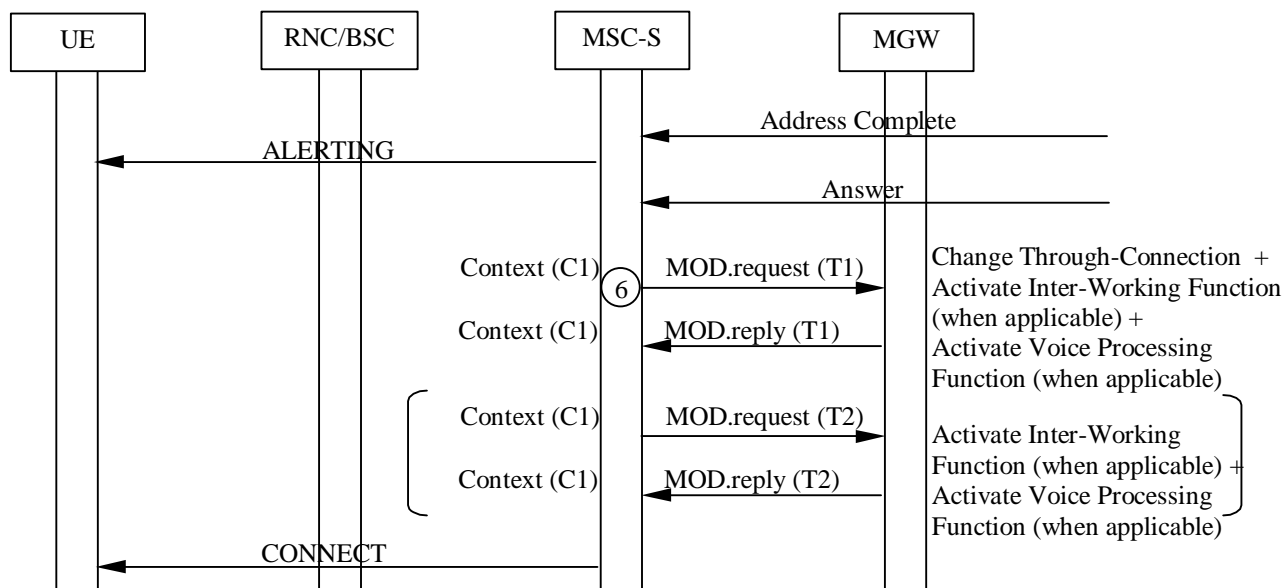 UE
RNC/BSC
MSC-S
MGW
Address Complete
ALERTING
Answer
Context (C1)
6
MOD.request (T1)
Change Through-Connection +
Activate Inter-Working Function
(when applicable) +
Activate Voice Processing
Function (when applicable)
Context (C1)
MOD.reply (T1)
Context (C1)
MOD.request (T2)
Activate Inter-Working
Function (when applicable) +
Activate Voice Processing
Function (when applicable)
Context (C1)
MOD.reply (T2)
CONNECT